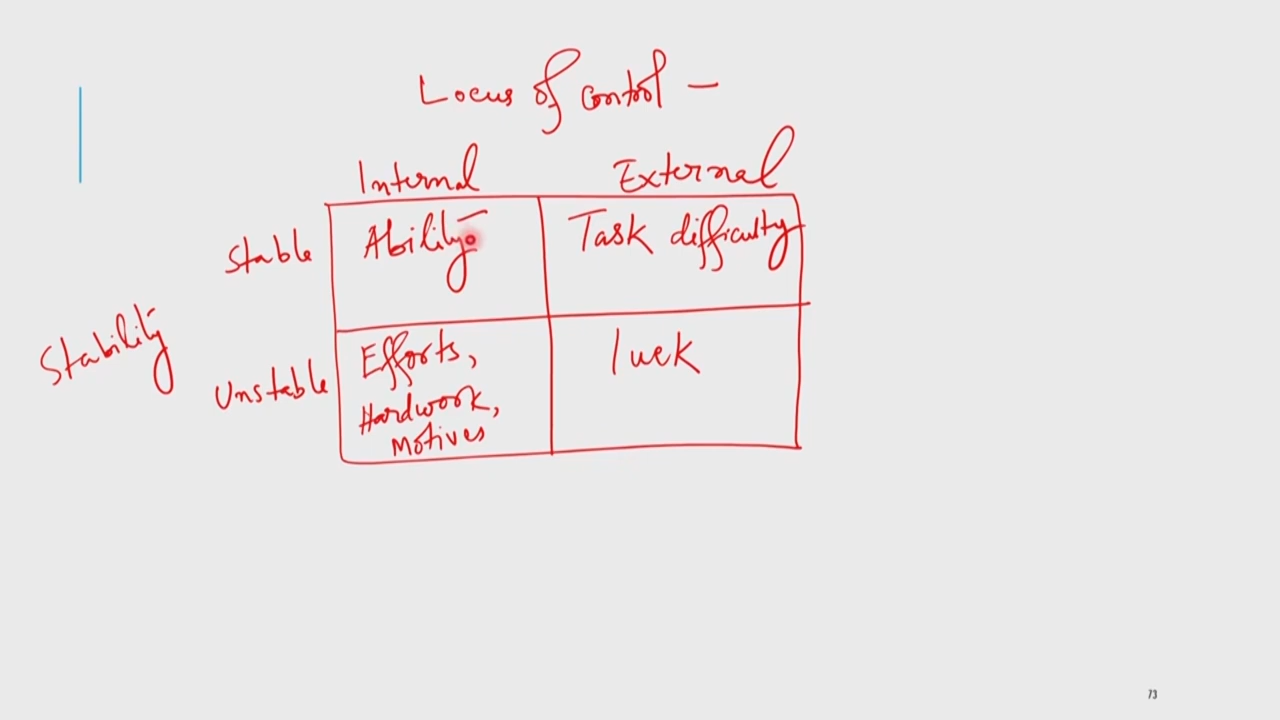 Locus of control -
Internal External
Stable Ability Task difficulty
Stability
Unstable Efforts, luck
Hardwork,
Motives
73